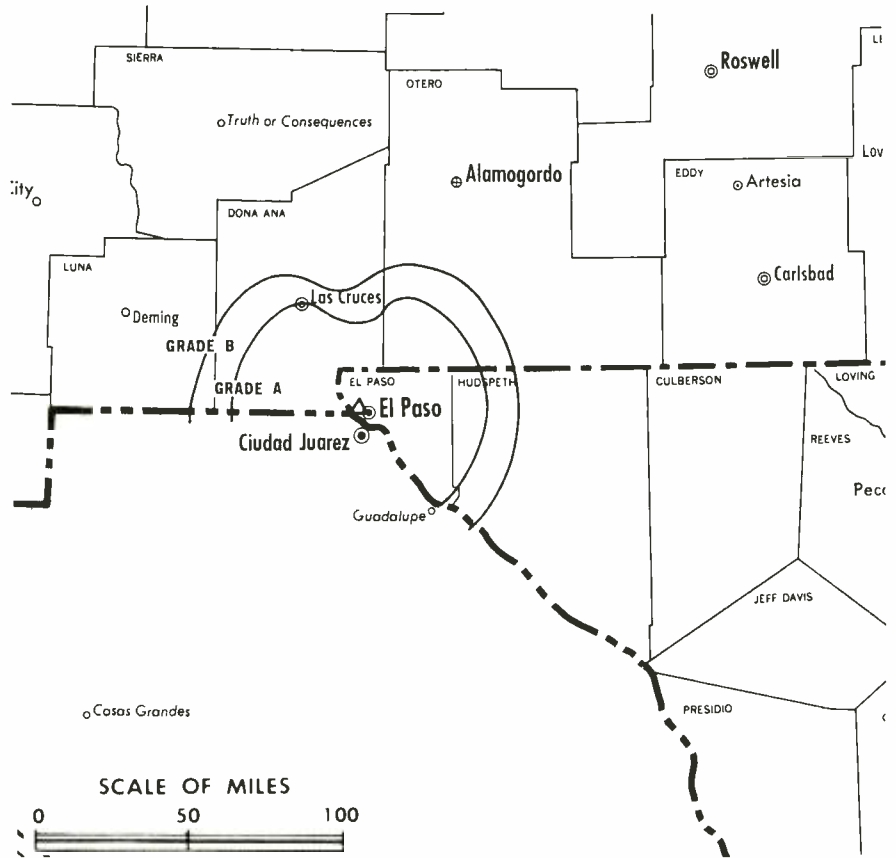 SIERRA
Roswell
OTERO
Truth or Consequences
Alamogordo
EDDY
Artesia
City
DONA ANA
LUNA
Carlsbad
Las Cruces
Deming
GRADE B
GRADE A
EL PASO
HUDSPETH
CULBERSON
LOVING
El Paso
Ciudad Juarez
REEVES
Guadalupe
JEFF DAVIS
Casas Grandes
PRESIDIO
SCALE OF MILES
0 50 100